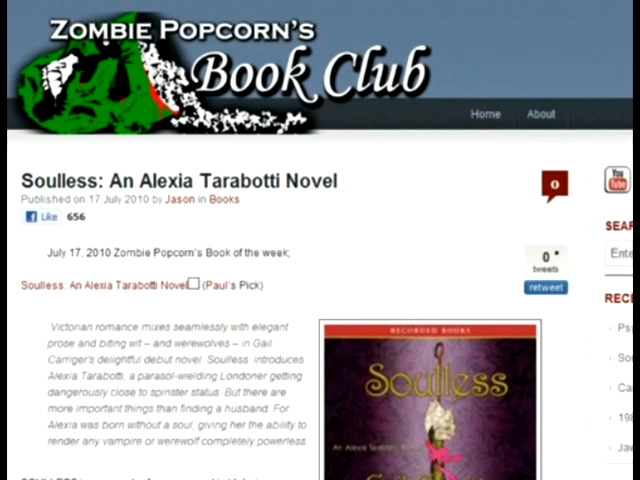 ZOMBIE POPCORN'S
Book Club
Home About
Soulless: An Alexia Tarabotti Novel
0
You
Tube
Published on 17 July 2010 by Jason in Books
Like 656
SEAR
July 17, 2010 Zombie Popcorn's Book of the week;
0
tweets
Ente
Soulless: An Alexia Tarabotti Novel (Paul's Pick)
retweet
RECE
Victorian romance mixes seamlessly with elegant
prose and biting wit – and werewolves – in Gail
Carriger's delightful debut novel. Soulless introduces
Alexia Tarabotti, a parasol-wielding Londoner getting
dangerously close to spinster status. But there are
more important things than finding a husband. For
Alexia was born without a soul, giving her the ability to
render any vampire or werewolf completely powerless
RECORDED BOOKS
Soulless
An Alexia Tarabotti Novel
Ps
So
Ca
198
Jaw